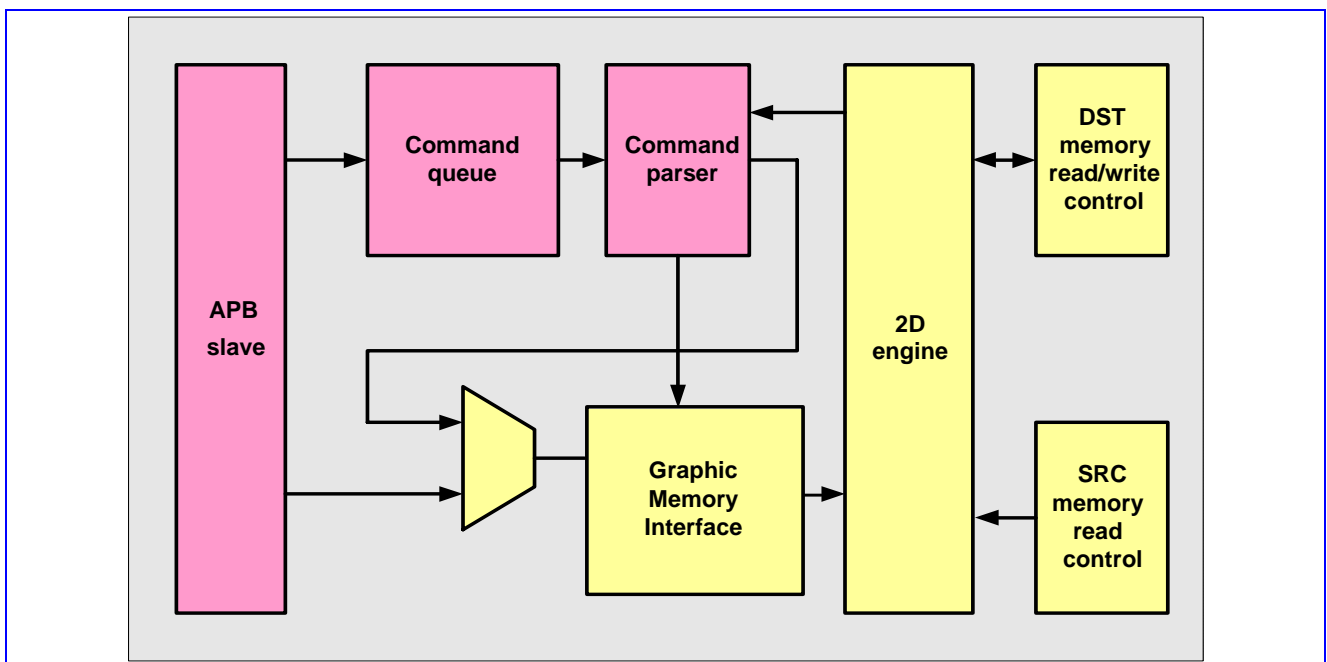 Command
queue
Command
parser
DST
memory
read/write
control
APB
slave
2D
engine
Graphic
Memory
Interface
SRC
memory
read
control